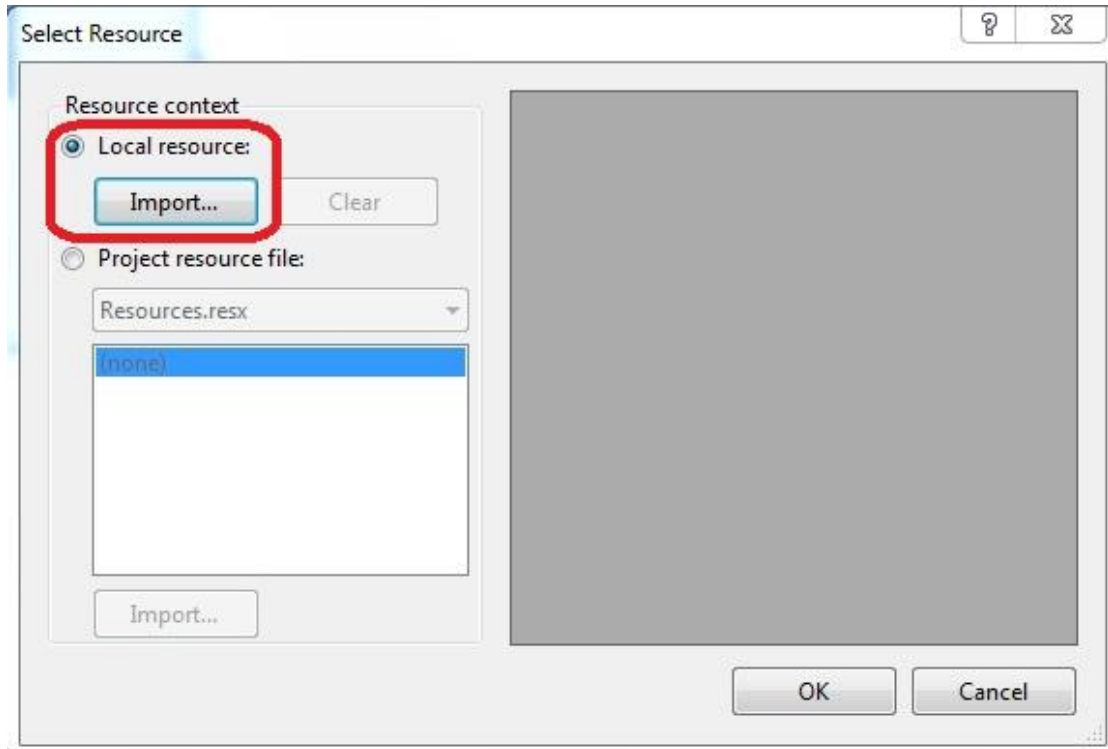 Select Resource
Resource context
Local resource:
Import... Clear
Project resource file:
Resources.resx
(none)
Import...
OK Cancel